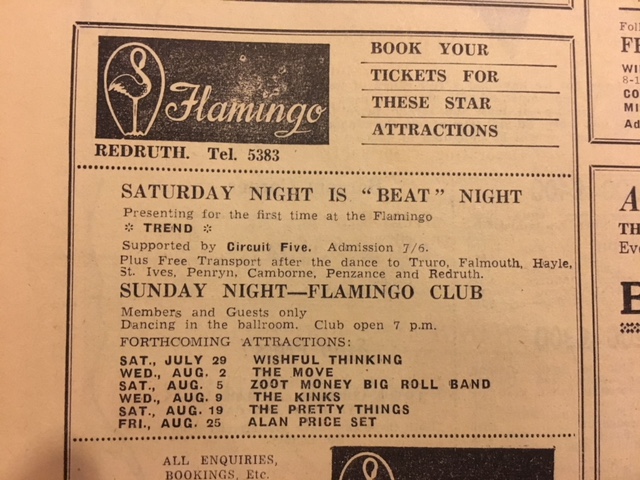 Flamingo
REDRUTH. Tel. 5383
BOOK YOUR
TICKETS FOR
THESE STAR
ATTRACTIONS
SATURDAY NIGHT IS "BEAT" NIGHT
Presenting for the first time at the Flamingo
TREND
Supported by Circuit Five. Admission 7/6.
Plus Free Transport after the dance to Truro, Falmouth, Hayle,
St. Ives, Penryn, Camborne, Penzance and Redruth.
SUNDAY NIGHT—FLAMINGO CLUB
Members and Guests only
Dancing in the ballroom. Club open 7 p.m.
FORTHCOMING ATTRACTIONS:
SAT., JULY 29 WISHFUL THINKING
WED., AUG. 2 THE MOVE
SAT., AUG. 5 ZOOT MONEY BIG ROLL BAND
WED., AUG. 9 THE KINKS
SAT., AUG. 19 THE PRETTY THINGS
FRI., AUG. 25 ALAN PRICE SET
ALL ENQUIRIES,
BOOKINGS, Etc.